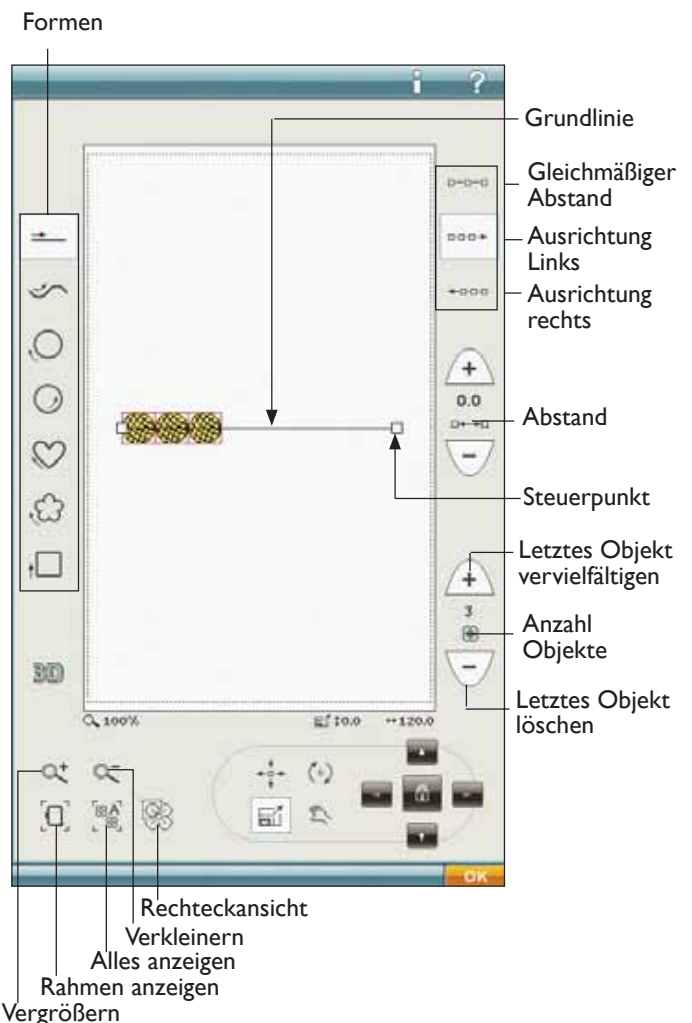 Formen
i ?
Grundlinie
Gleichmäßiger
Abstand
Ausrichtung
Links
Ausrichtung
rechts
+
0.0
Abstand
−
Steuerpunkt
Letztes Objekt
vervielfältigen
+
3
Anzahl
Objekte
−
Letztes Objekt
löschen
3D
100%
↕0.0 ↔120.0
OK
Rechteckansicht
Verkleinern
Alles anzeigen
Rahmen anzeigen
Vergrößern